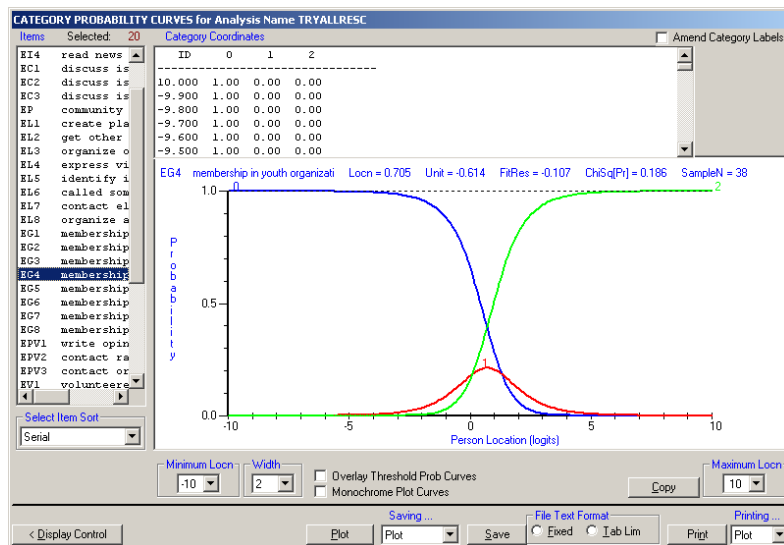 CATEGORY PROBABILITY CURVES for Analysis Name TRYALLRESC
Items Selected: 20
EI4 read news
EC1 discuss is
EC2 discuss is
EC3 discuss is
EP community
EL1 create pla
EL2 get other
EL3 organize o
EL4 express vi
EL5 identify i
EL6 called som
EL7 contact el
EL8 organize a
EG1 membership
EG2 membership
EG3 membership
EG4 membership
EG5 membership
EG6 membership
EG7 membership
EG8 membership
EPV1 write opin
EPV2 contact ra
EPV3 contact or
EV1 volunteere
Select Item Sort
Serial
Category Coordinates
Amend Category Labels
ID 0 1 2
------------------------------
10.000 1.00 0.00 0.00
-9.900 1.00 0.00 0.00
-9.800 1.00 0.00 0.00
-9.700 1.00 0.00 0.00
-9.600 1.00 0.00 0.00
-9.500 1.00 0.00 0.00
EG4 membership in youth organizati Locn = 0.705 Unit = -0.614 FitRes = -0.107 ChiSq[Pr] = 0.186 SampleN = 38
1.0 0 2
Probability
0.5
1
0.0
-10 -5 0 5 10
Person Location (logits)
Minimum Locn
-10
Width
2
Overlay Threshold Prob Curves
Monochrome Plot Curves
Copy
Maximum Locn
10
< Display Control
Plot
Saving ...
Plot
Save
File Text Format
Fixed Tab Lim
Print
Printing ...
Plot